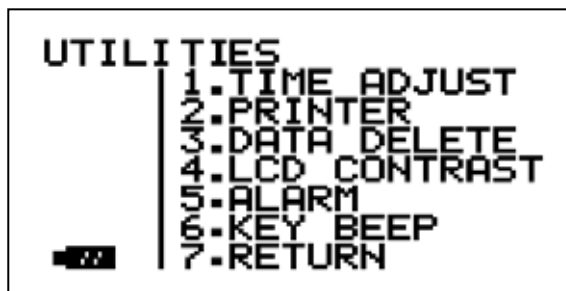 UTILITIES
1.TIME ADJUST
2.PRINTER
3.DATA DELETE
4.LCD CONTRAST
5.ALARM
6.KEY BEEP
7.RETURN